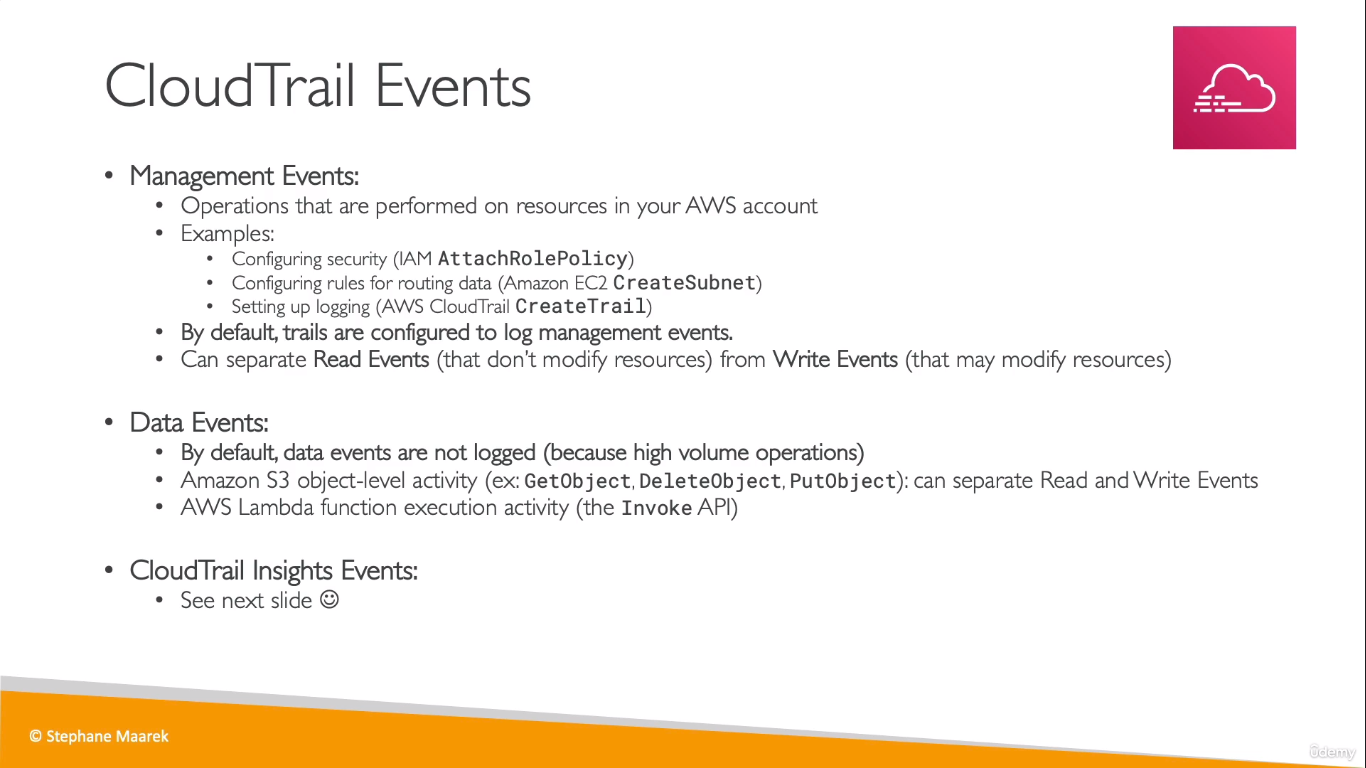 CloudTrail Events
• Management Events:
• Operations that are performed on resources in your AWS account
• Examples:
• Configuring security (IAM AttachRolePolicy)
• Configuring rules for routing data (Amazon EC2 CreateSubnet)
• Setting up logging (AWS CloudTrail CreateTrail)
• By default, trails are configured to log management events.
• Can separate Read Events (that don't modify resources) from Write Events (that may modify resources)
• Data Events:
• By default, data events are not logged (because high volume operations)
• Amazon S3 object-level activity (ex: GetObject, DeleteObject, PutObject): can separate Read and Write Events
• AWS Lambda function execution activity (the Invoke API)
• CloudTrail Insights Events:
• See next slide ☺
© Stephane Maarek
ûdemy